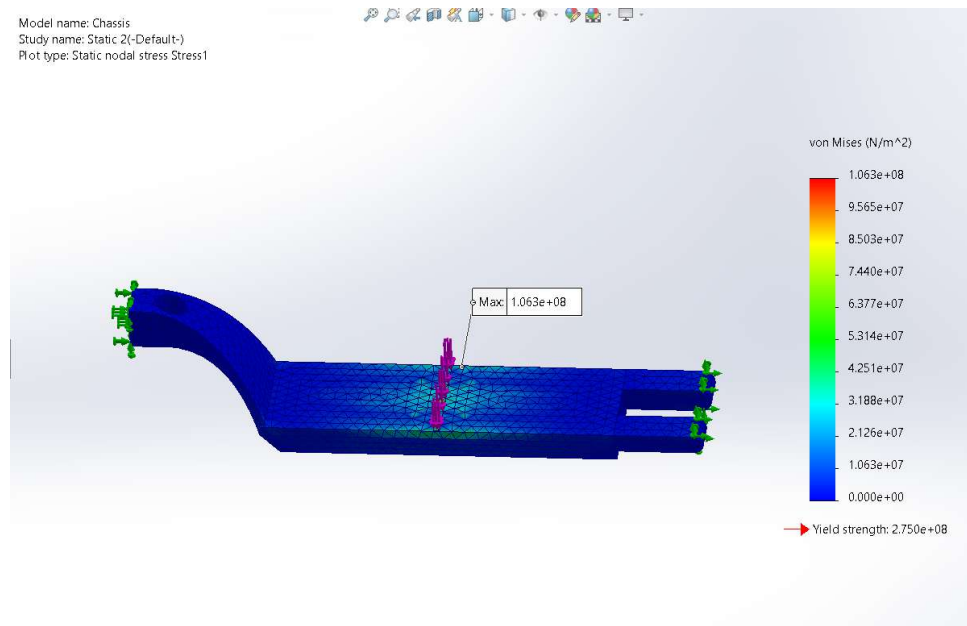 Model name: Chassis
Study name: Static 2(-Default-)
Plot type: Static nodal stress Stress1
von Mises (N/m^2)
1.063e+08
9.565e+07
8.503e+07
7.440e+07
6.377e+07
5.314e+07
4.251e+07
3.188e+07
2.126e+07
1.063e+07
0.000e+00
Yield strength: 2.750e+08
Max: 1.063e+08